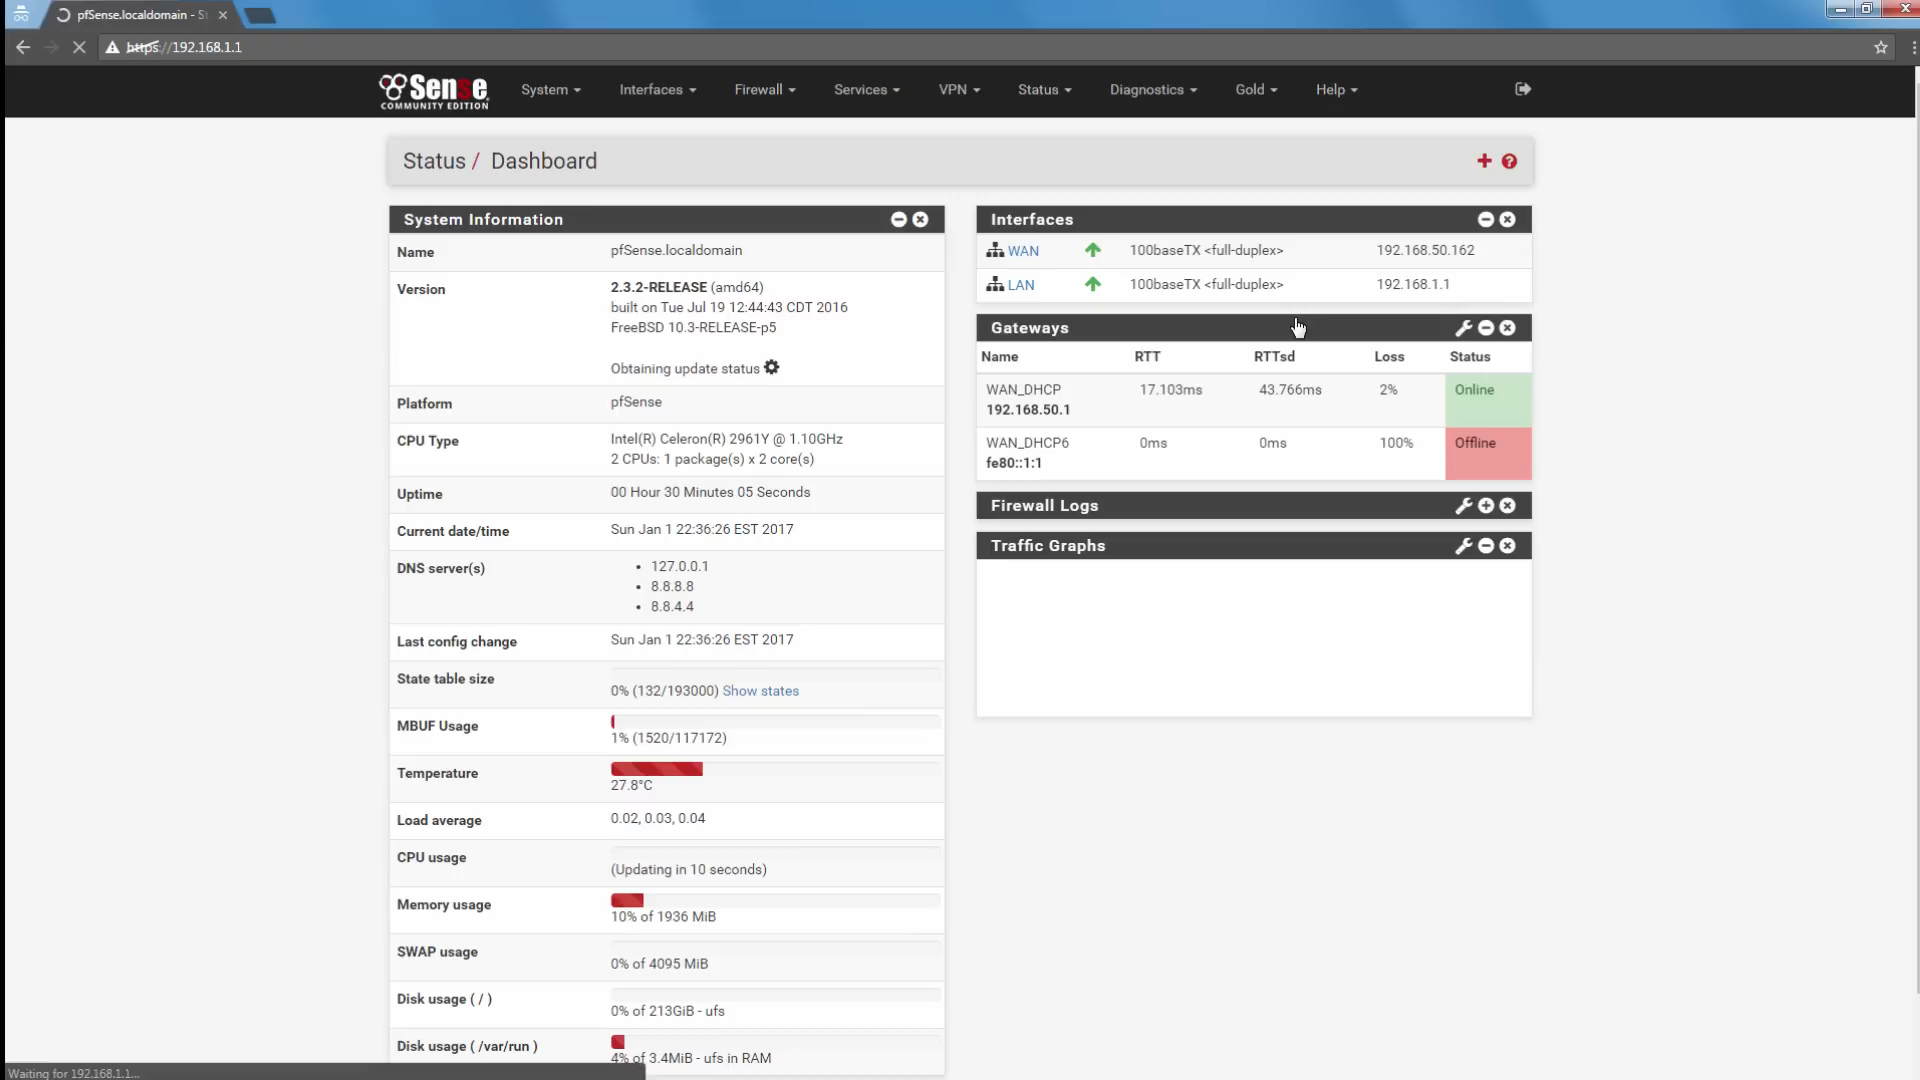 pfSense.localdomain - St
https://192.168.1.1
Sense
COMMUNITY EDITION
System
Interfaces
Firewall
Services
VPN
Status
Diagnostics
Gold
Help
Status / Dashboard
System Information
Name
pfSense.localdomain
Version
2.3.2-RELEASE (amd64)
built on Tue Jul 19 12:44:43 CDT 2016
FreeBSD 10.3-RELEASE-p5
Obtaining update status
Platform
pfSense
CPU Type
Intel(R) Celeron(R) 2961Y @ 1.10GHz
2 CPUs: 1 package(s) x 2 core(s)
Uptime
00 Hour 30 Minutes 05 Seconds
Current date/time
Sun Jan 1 22:36:26 EST 2017
DNS server(s)
127.0.0.1
8.8.8.8
8.8.4.4
Last config change
Sun Jan 1 22:36:26 EST 2017
State table size
0% (132/193000) Show states
MBUF Usage
1% (1520/117172)
Temperature
27.8°C
Load average
0.02, 0.03, 0.04
CPU usage
(Updating in 10 seconds)
Memory usage
10% of 1936 MiB
SWAP usage
0% of 4095 MiB
Disk usage ( / )
0% of 213GiB - ufs
Disk usage ( /var/run )
4% of 3.4MiB - ufs in RAM
Interfaces
WAN 100baseTX <full-duplex> 192.168.50.162
LAN 100baseTX <full-duplex> 192.168.1.1
Gateways
Name RTT RTTsd Loss Status
WAN_DHCP 17.103ms 43.766ms 2% Online
192.168.50.1
WAN_DHCP6 0ms 0ms 100% Offline
fe80::1:1
Firewall Logs
Traffic Graphs
Waiting for 192.168.1.1...